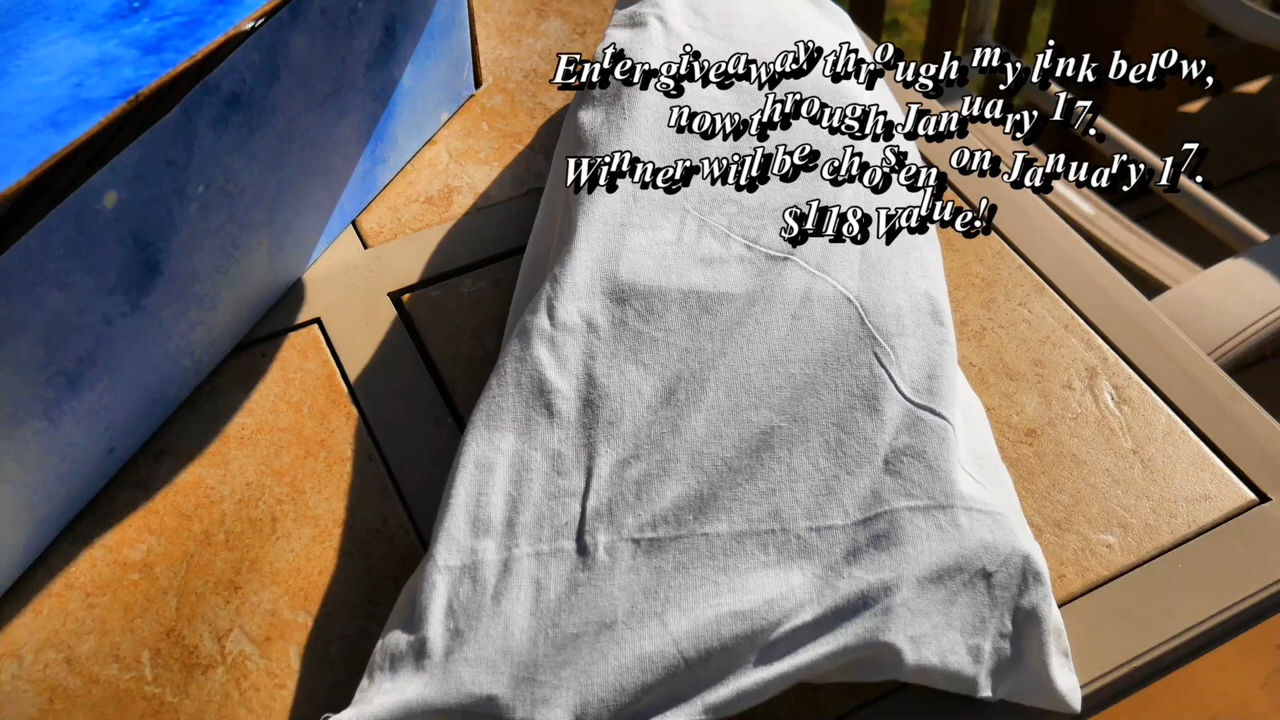 Enter giveaway through my link below,
now through January 17.
Winner will be chosen on January 17.
$118 Value!